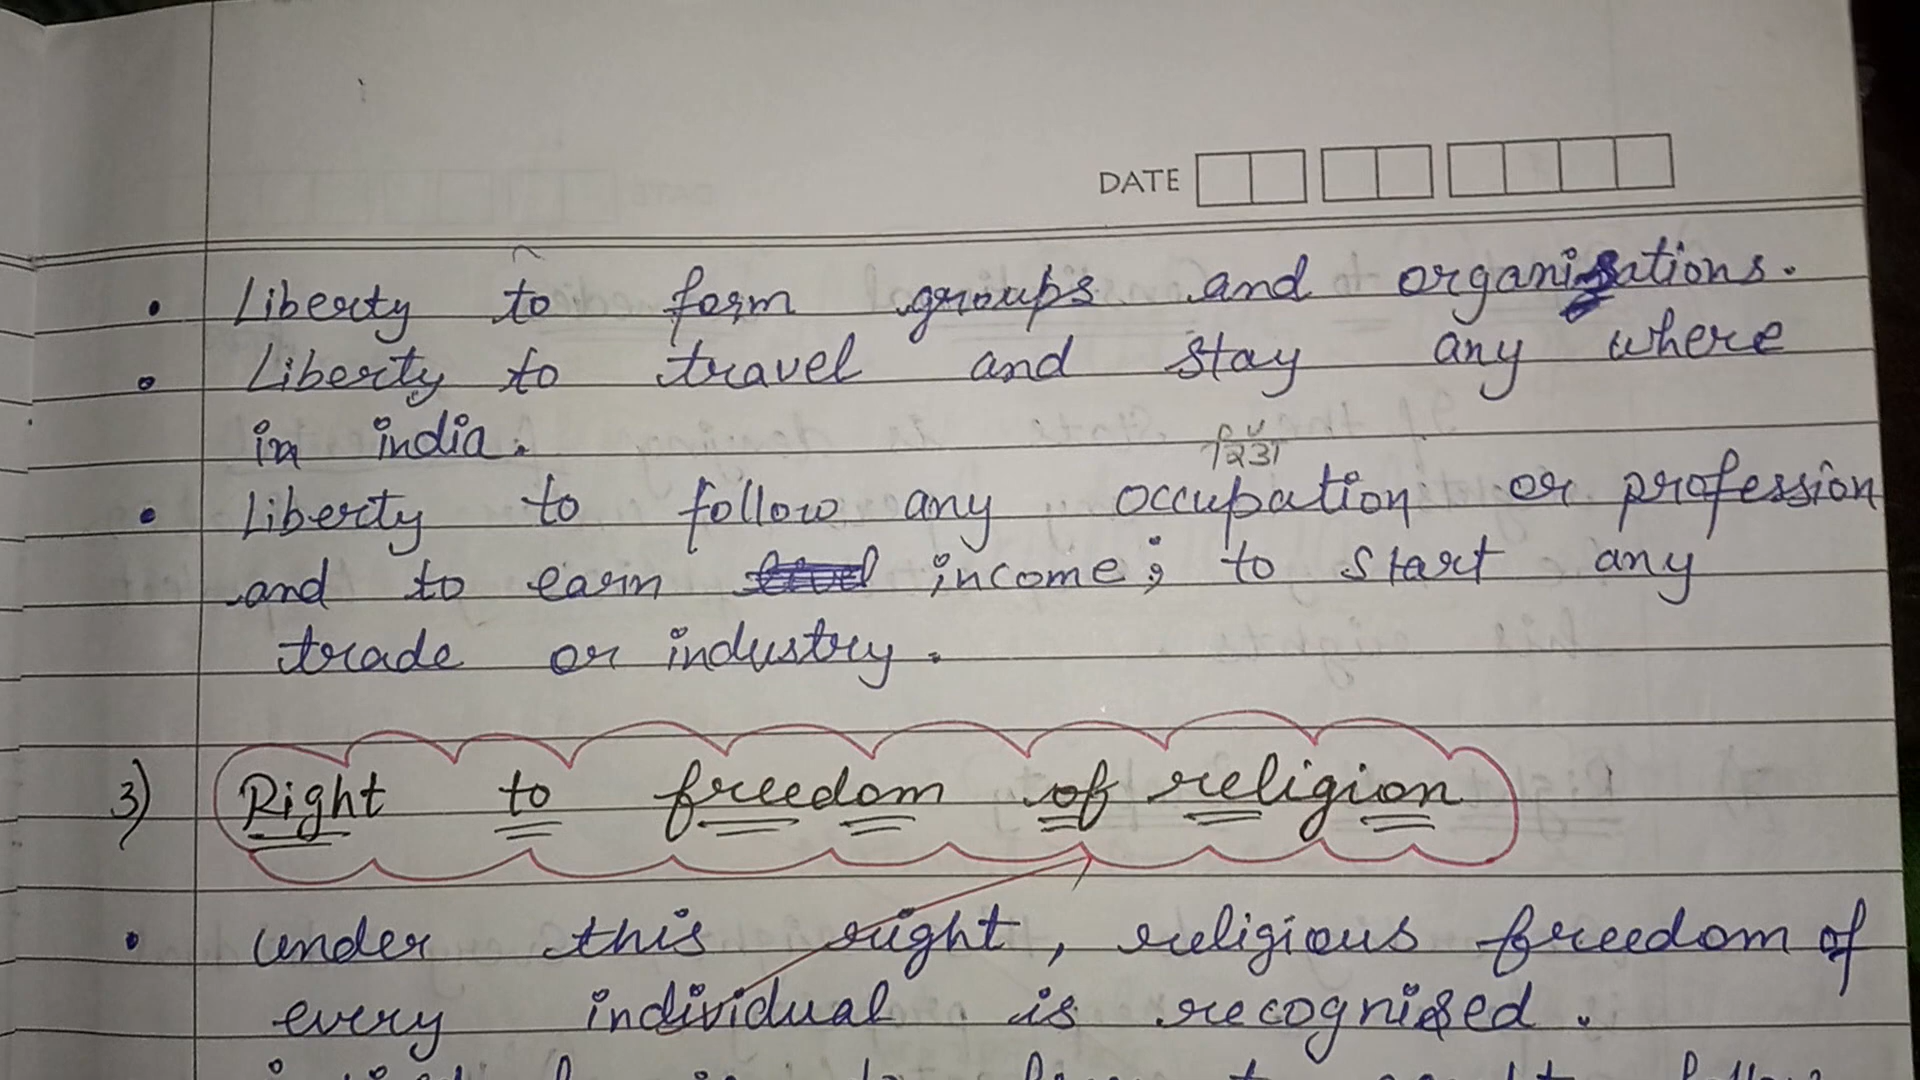 DATE
• Liberty to form groups and organisations.
• Liberty to travel and stay any where
in india.
• Liberty to follow any occupation or profession
and to earn income; to start any
trade or industry.
3) Right to freedom of religion
• under this right, religious freedom of
every individual is recognised.